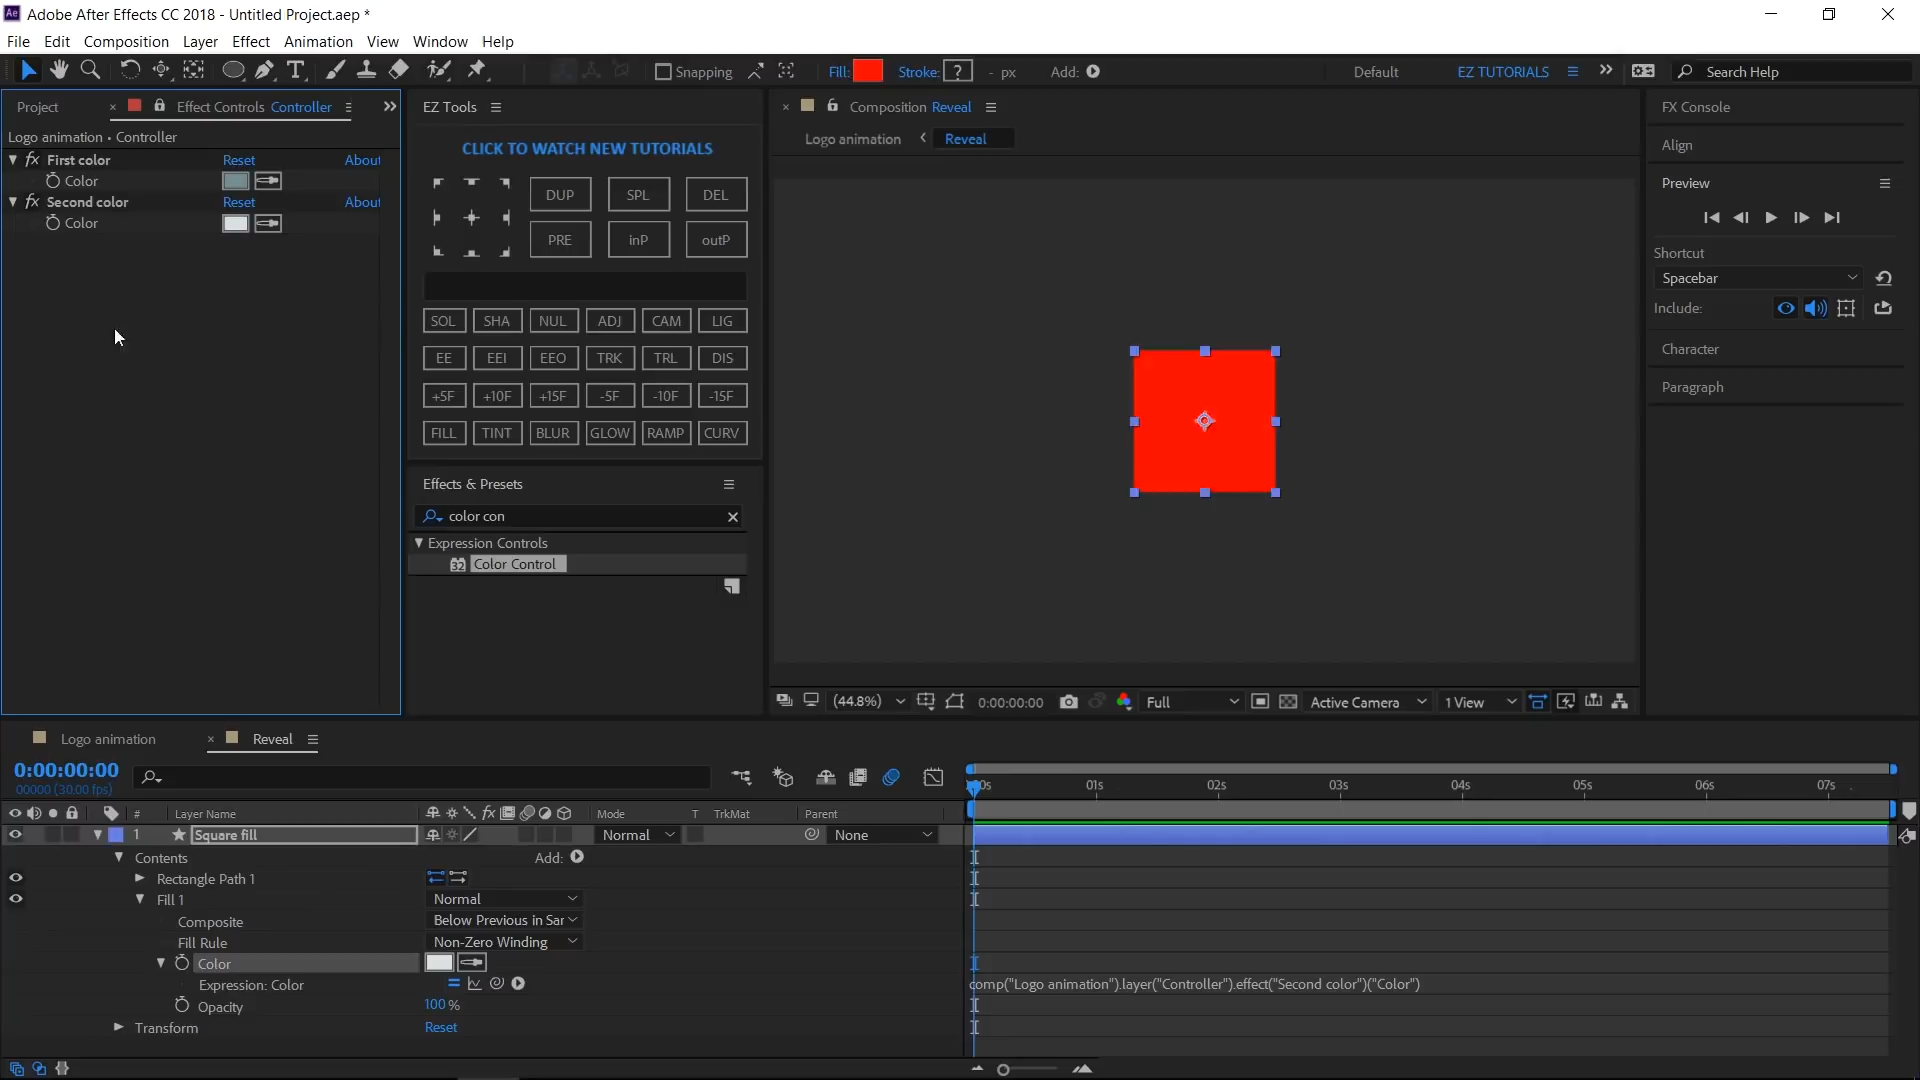 Ae Adobe After Effects CC 2018 - Untitled Project.aep *
File Edit Composition Layer Effect Animation View Window Help
Snapping Fill: Stroke: ? - px Add: Default EZ TUTORIALS Search Help
Project Effect Controls Controller
EZ Tools
Composition Reveal
FX Console
Logo animation • Controller
Logo animation Reveal
Align
CLICK TO WATCH NEW TUTORIALS
fx First color Reset About
Color
fx Second color Reset About
Color
DUP SPL DEL
PRE inP outP
SOL SHA NUL ADJ CAM LIG
EE EEI EEO TRK TRL DIS
+5F +10F +15F -5F -10F -15F
FILL TINT BLUR GLOW RAMP CURV
Preview
Shortcut
Spacebar
Include:
Character
Paragraph
Effects & Presets
color con
Expression Controls
32 Color Control
(44.8%) 0:00:00:00 Full Active Camera 1 View
Logo animation Reveal
0:00:00:00
00000 (30.00 fps)
00s 01s 02s 03s 04s 05s 06s 07s
# Layer Name fx Mode T TrkMat Parent
1 Square fill Normal None
Contents Add:
Rectangle Path 1
Fill 1 Normal
Composite Below Previous in Sar
Fill Rule Non-Zero Winding
Color
Expression: Color comp("Logo animation").layer("Controller").effect("Second color")("Color")
Opacity 100 %
Transform Reset